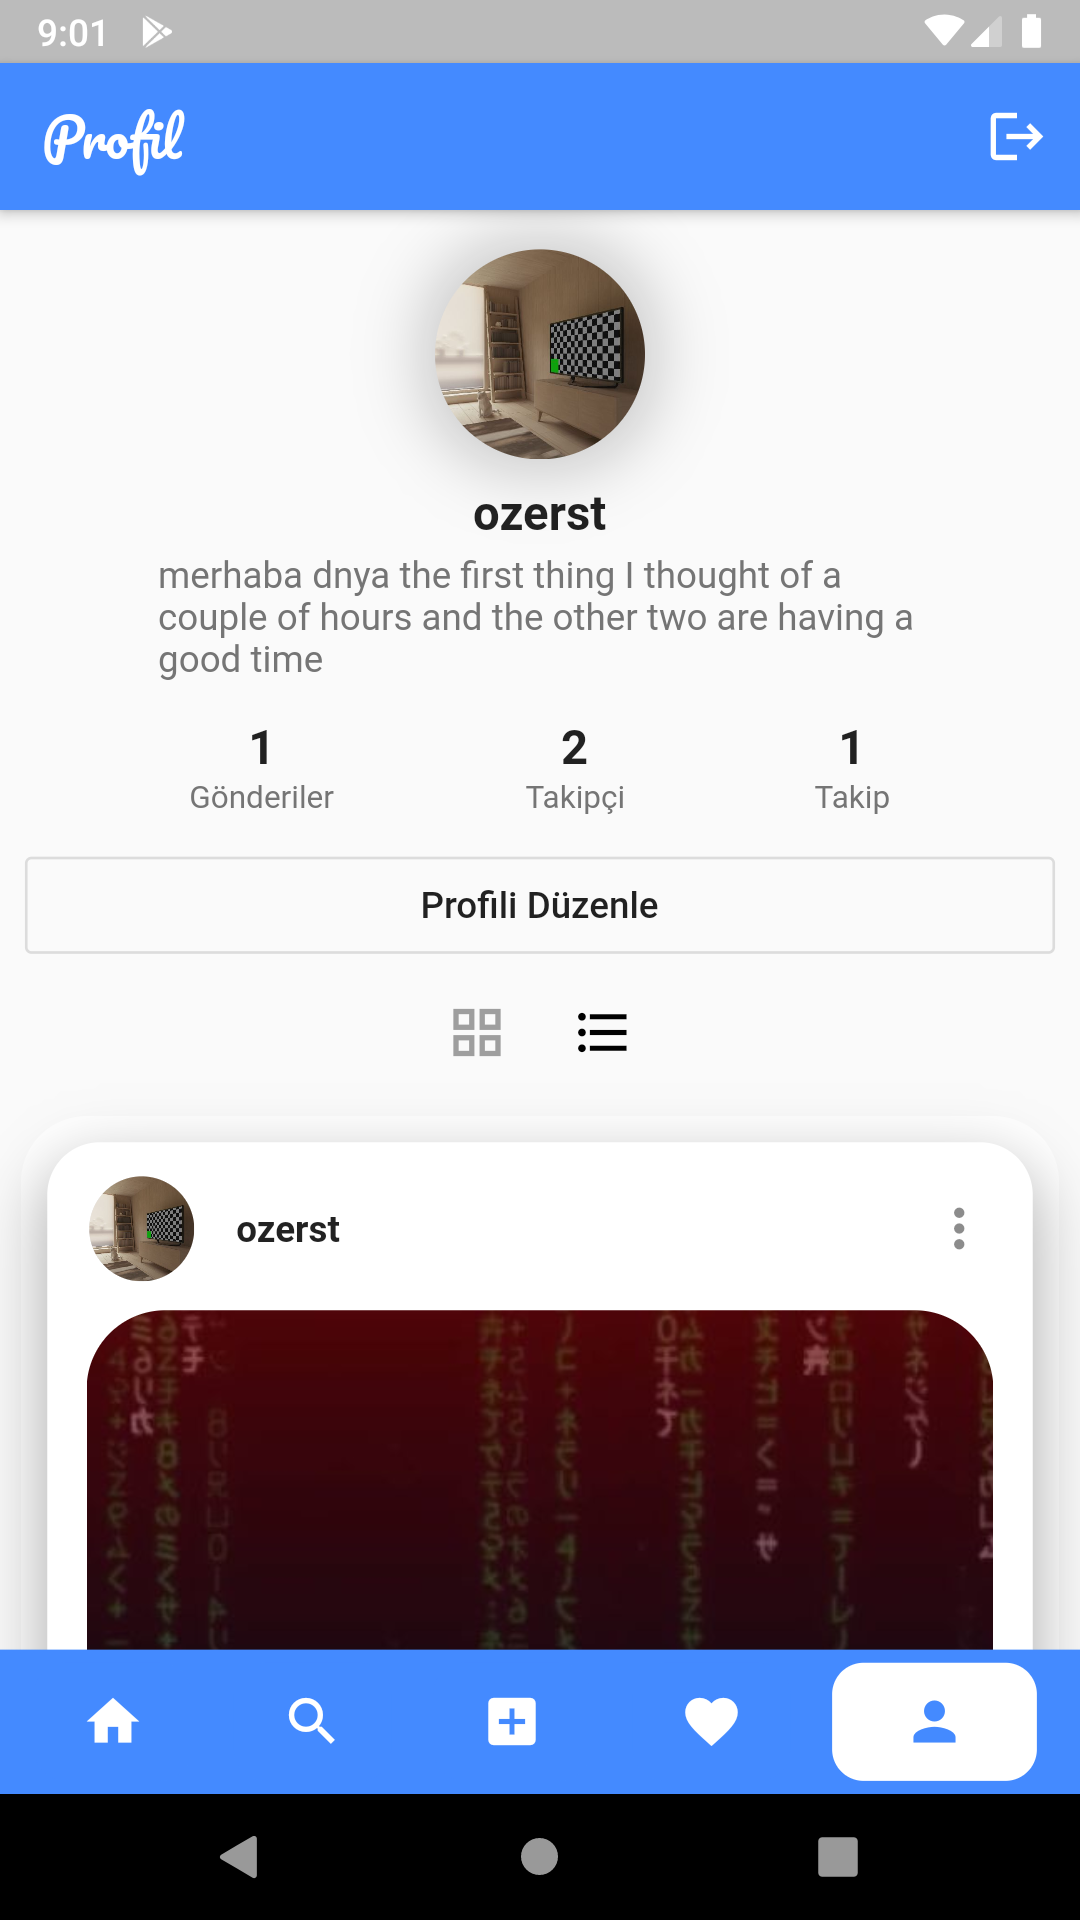 9:01
Profil
ozerst
merhaba dnya the first thing I thought of a
couple of hours and the other two are having a
good time
1 2 1
Gönderiler Takipçi Takip
Profili Düzenle
ozerst